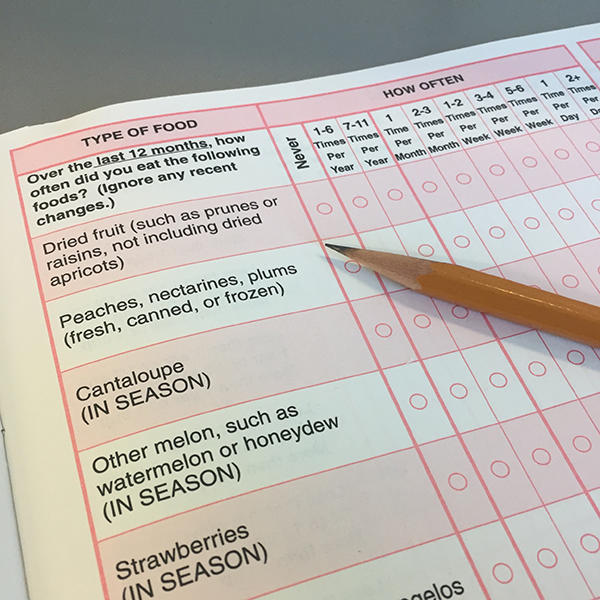 TYPE OF FOOD
HOW OFTEN
Over the last 12 months, how
often did you eat the following
foods? (Ignore any recent
changes.)
Never
1-6
Times
Per
Year
7-11
Times
Per
Year
1
Time
Per
Month
2-3
Times
Per
Month
1-2
Times
Per
Week
3-4
Times
Per
Week
5-6
Times
Per
Week
1
Time
Per
Day
2+
Times
Per
Day
Dried fruit (such as prunes or
raisins, not including dried
apricots)
Peaches, nectarines, plums
(fresh, canned, or frozen)
Cantaloupe
(IN SEASON)
Other melon, such as
watermelon or honeydew
(IN SEASON)
Strawberries
(IN SEASON)